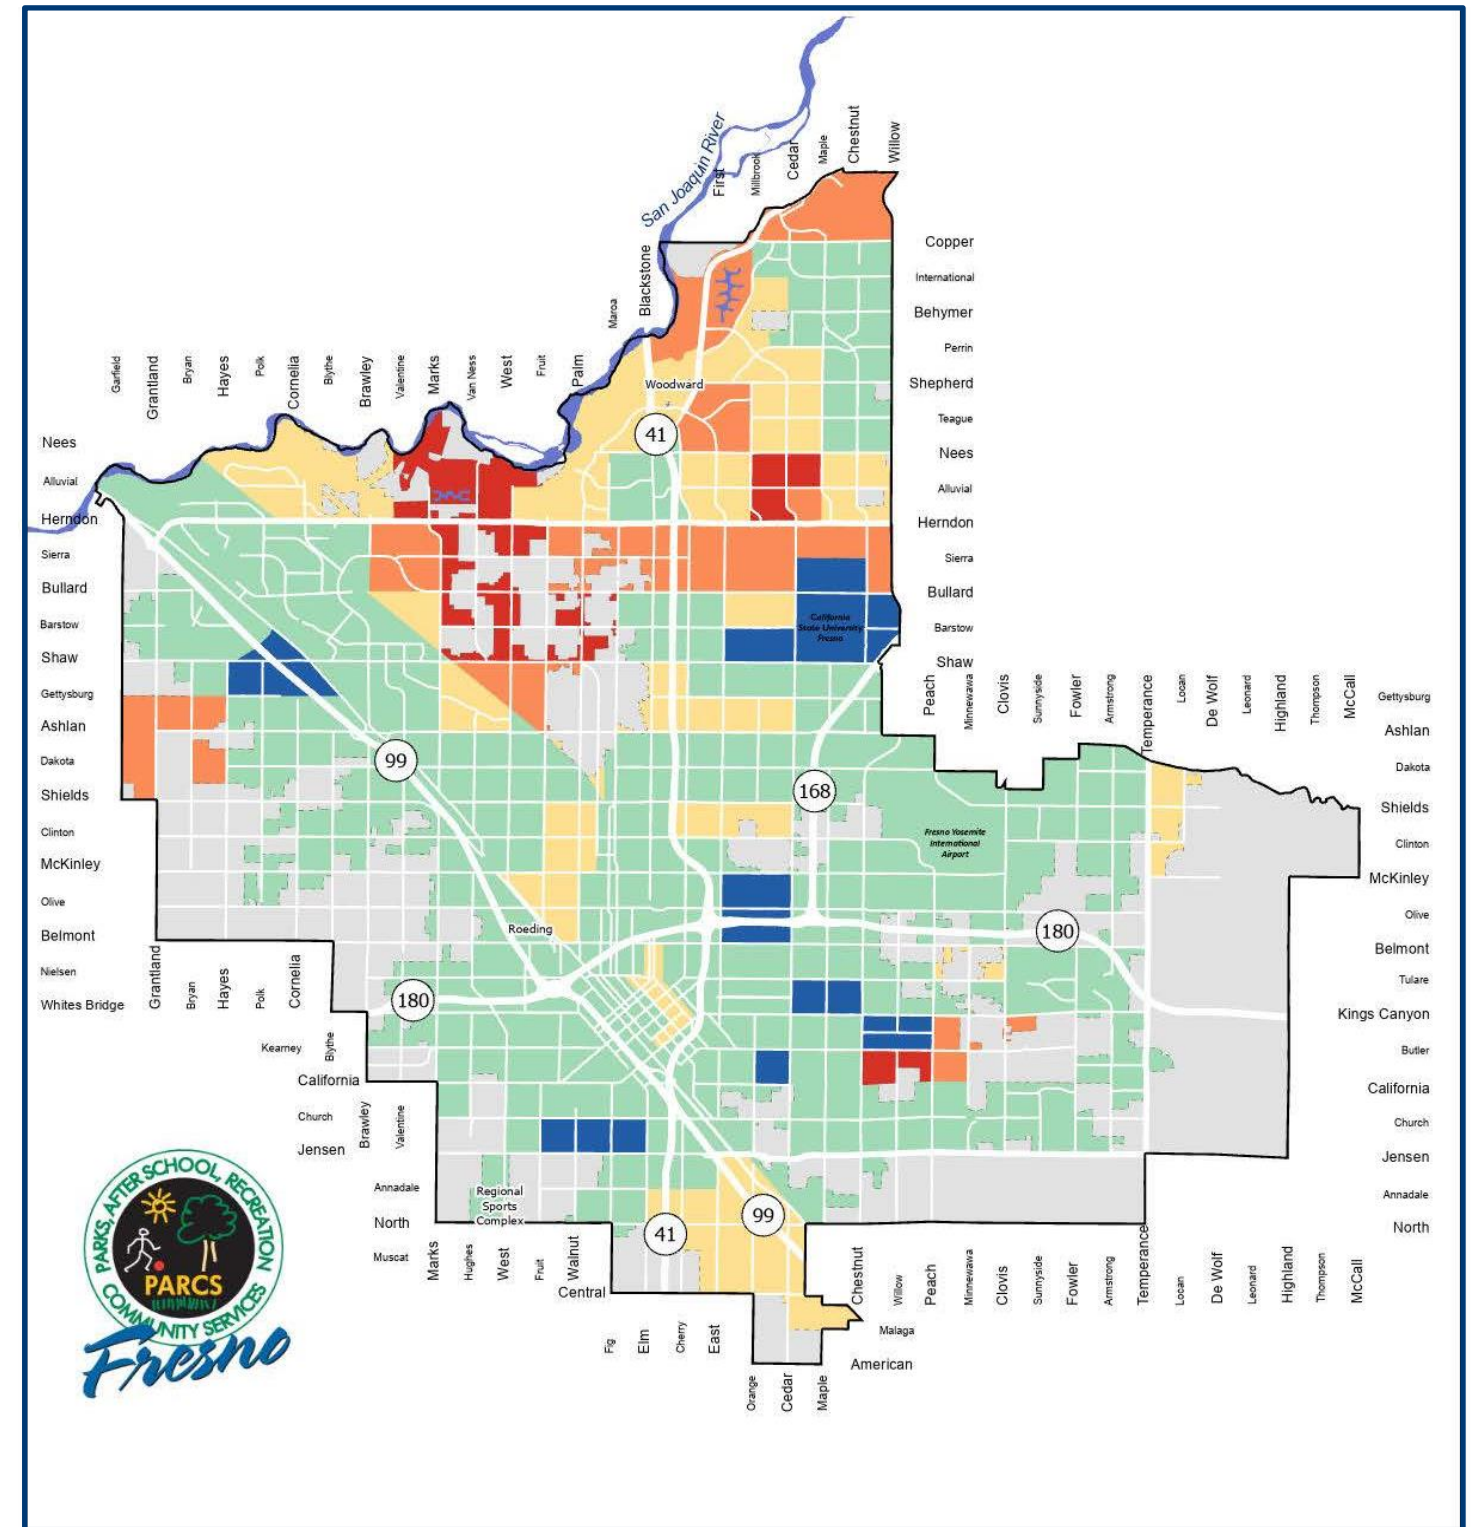 San Joaquin River
First
Millbrook
Cedar
Maple
Chestnut
Willow
Maroa
Blackstone
Garfield
Grantland
Bryan
Hayes
Polk
Cornelia
Blythe
Brawley
Valentine
Marks
Van Ness
West
Fruit
Palm
Copper
International
Behymer
Perrin
Shepherd
Teague
Nees
Alluvial
Herndon
Sierra
Bullard
Barstow
Shaw
Nees
Alluvial
Herndon
Sierra
Bullard
Barstow
Shaw
Gettysburg
Ashlan
Dakota
Shields
Clinton
McKinley
Olive
Belmont
Nielsen
Whites Bridge
Woodward
41
California
State University
Fresno
99
168
Peach
Minnewawa
Clovis
Sunnyside
Fowler
Armstrong
Temperance
Locan
De Wolf
Leonard
Highland
Thompson
McCall
Gettysburg
Ashlan
Dakota
Shields
Clinton
McKinley
Olive
Belmont
Tulare
Kings Canyon
Butler
California
Church
Jensen
Annadale
North
Fresno Yosemite
International
Airport
Roeding
180
180
Grantland
Bryan
Hayes
Polk
Cornelia
Kearney
Blythe
California
Church
Brawley
Valentine
Jensen
Annadale
North
Muscat
Regional
Sports
Complex
41
99
Marks
Hughes
West
Fruit
Walnut
Central
Fig
Elm
Cherry
East
Orange
Cedar
Maple
Malaga
American
Chestnut
Willow
Peach
Minnewawa
Clovis
Sunnyside
Fowler
Armstrong
Temperance
Locan
De Wolf
Leonard
Highland
Thompson
McCall
PARKS, AFTER SCHOOL, RECREATION
COMMUNITY SERVICES
PARCS
Fresno